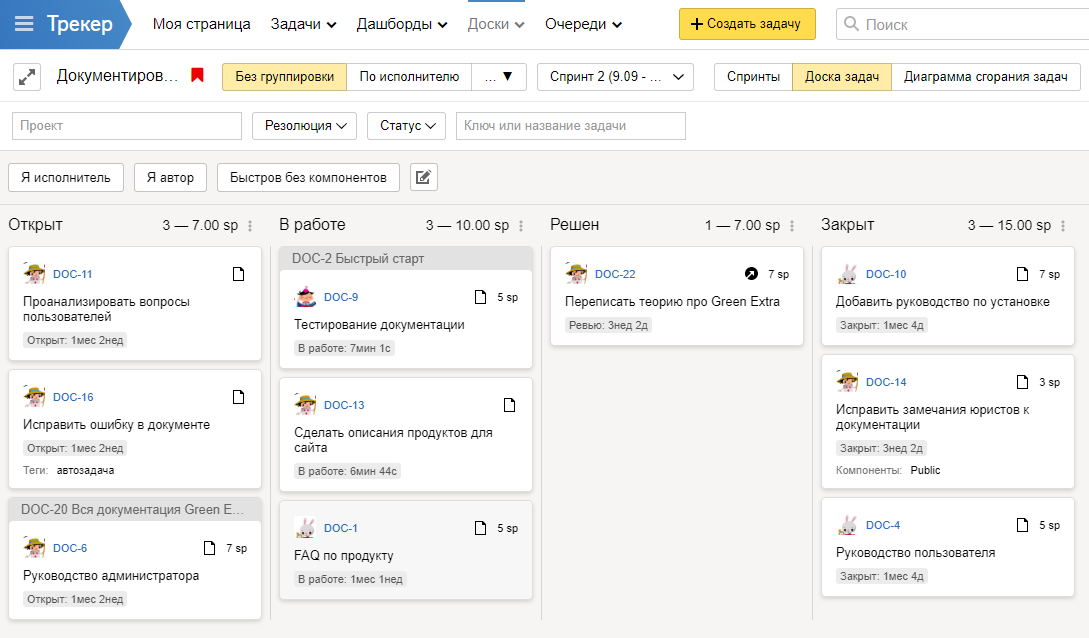 Трекер Моя страница Задачи Дашборды Доски Очереди + Создать задачу Поиск
Документиров... Без группировки По исполнителю ... ▼ Спринт 2 (9.09 - ... Спринты Доска задач Диаграмма сгорания задач
Проект Резолюция Статус Ключ или название задачи
Я исполнитель Я автор Быстров без компонентов
Открыт 3 — 7.00 sp
DOC-11
Проанализировать вопросы
пользователей
Открыт: 1мес 2нед
DOC-16
Исправить ошибку в документе
Открыт: 1мес 2нед
Теги: автозадача
DOC-20 Вся документация Green E...
DOC-6 7 sp
Руководство администратора
Открыт: 1мес 2нед
В работе 3 — 10.00 sp
DOC-2 Быстрый старт
DOC-9 5 sp
Тестирование документации
В работе: 7мин 1с
DOC-13
Сделать описания продуктов для
сайта
В работе: 6мин 44с
DOC-1 5 sp
FAQ по продукту
В работе: 1мес 1нед
Решен 1 — 7.00 sp
DOC-22 7 sp
Переписать теорию про Green Extra
Ревью: 3нед 2д
Закрыт 3 — 15.00 sp
DOC-10 7 sp
Добавить руководство по установке
Закрыт: 1мес 4д
DOC-14 3 sp
Исправить замечания юристов к
документации
Закрыт: 3нед 2д
Компоненты: Public
DOC-4 5 sp
Руководство пользователя
Закрыт: 1мес 4д